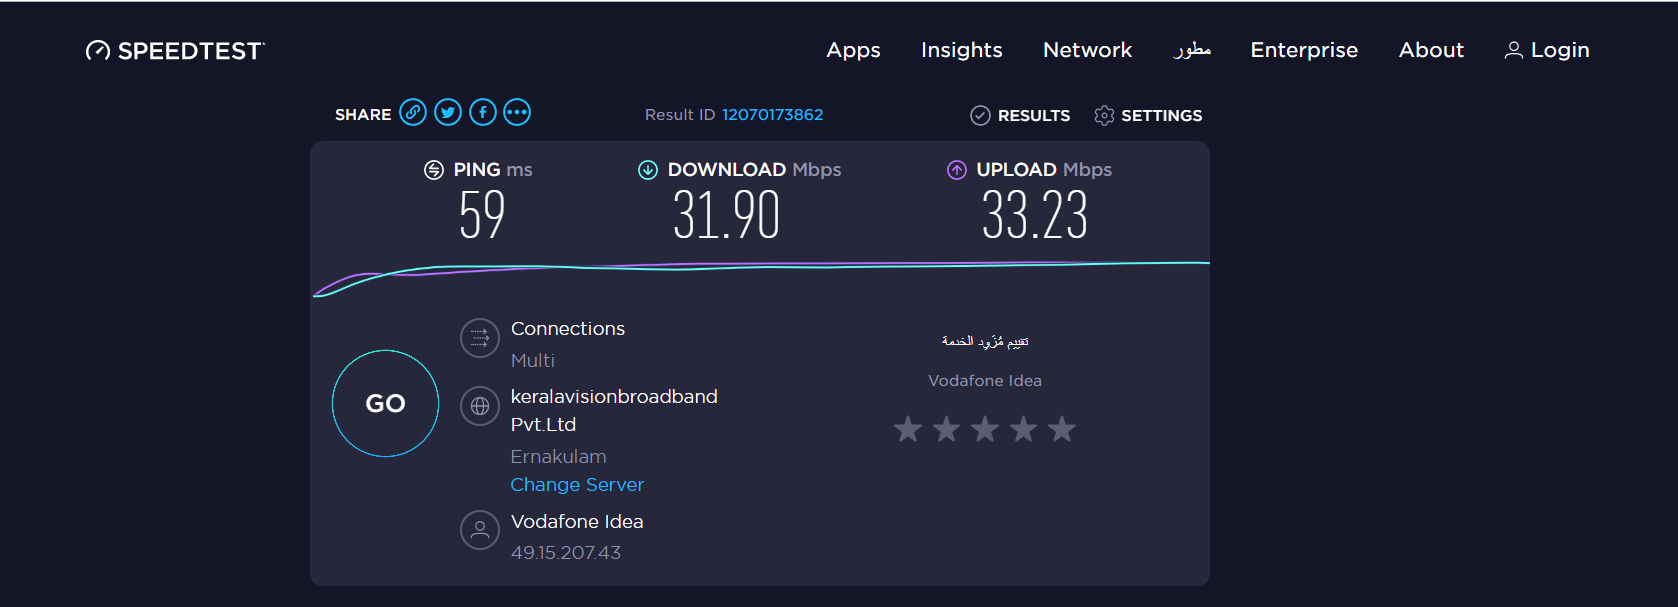 SPEEDTEST
Apps Insights Network مطور Enterprise About Login
SHARE Result ID 12070173862 RESULTS SETTINGS
PING ms DOWNLOAD Mbps UPLOAD Mbps
59 31.90 33.23
GO
Connections
Multi
keralavisionbroadband
Pvt.Ltd
Ernakulam
Change Server
Vodafone Idea
49.15.207.43
تقييم مُزَوِد الخدمة
Vodafone Idea